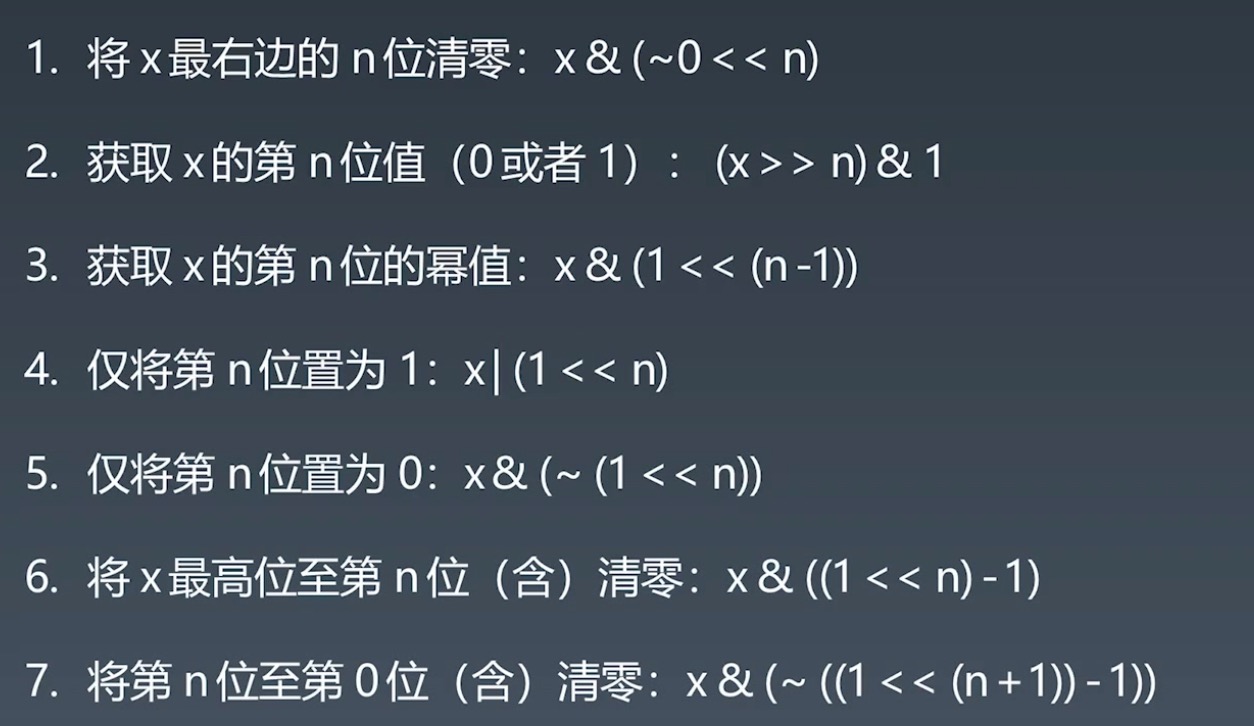 1. 将 x 最右边的 n 位清零：x & (~0 << n)
2. 获取 x 的第 n 位值（0 或者 1）：(x >> n) & 1
3. 获取 x 的第 n 位的幂值：x & (1 << (n -1))
4. 仅将第 n 位置为 1：x | (1 << n)
5. 仅将第 n 位置为 0：x & (~ (1 << n))
6. 将 x 最高位至第 n 位（含）清零：x & ((1 << n) - 1)
7. 将第 n 位至第 0 位（含）清零：x & (~ ((1 << (n + 1)) - 1))